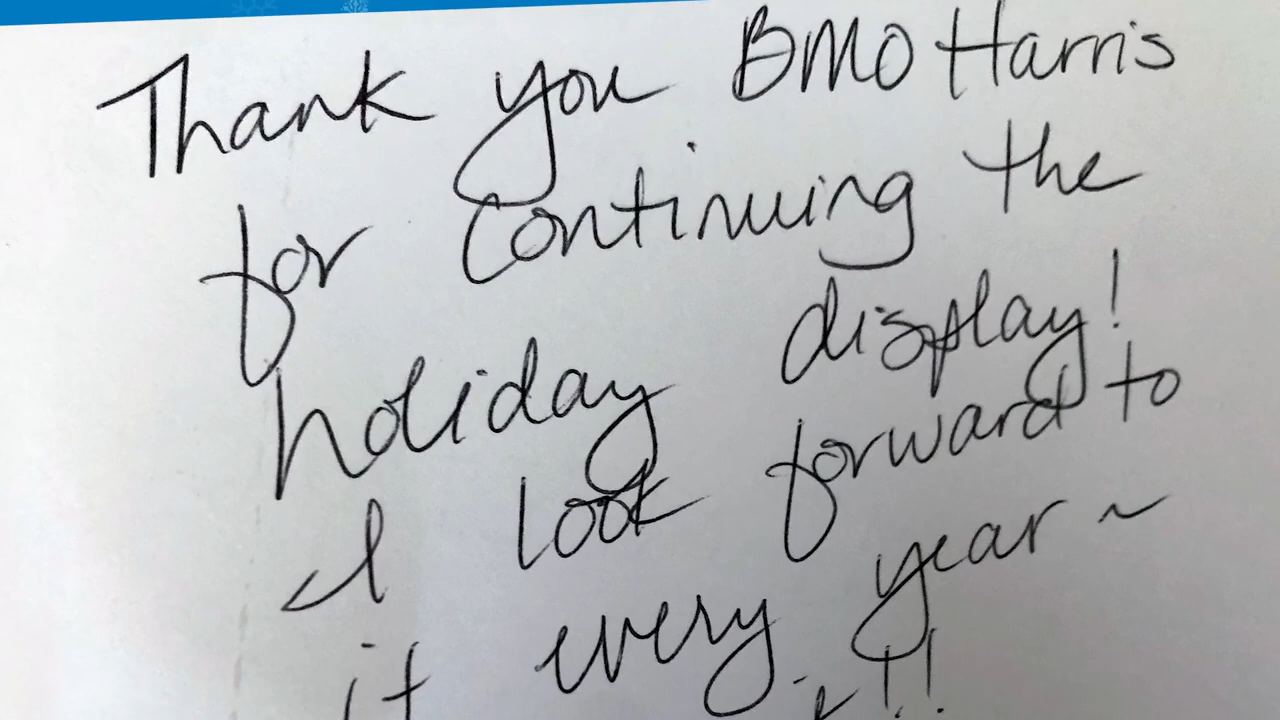 Thank you BMO Harris
for continuing the
holiday display!
I look forward to
it every year ~
!!